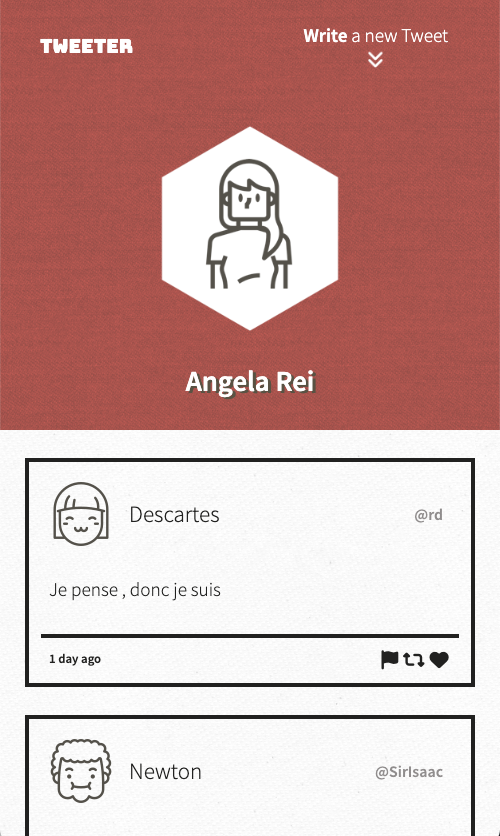 TWEETER
Write a new Tweet
Angela Rei
Descartes
@rd
Je pense , donc je suis
1 day ago
Newton
@SirIsaac